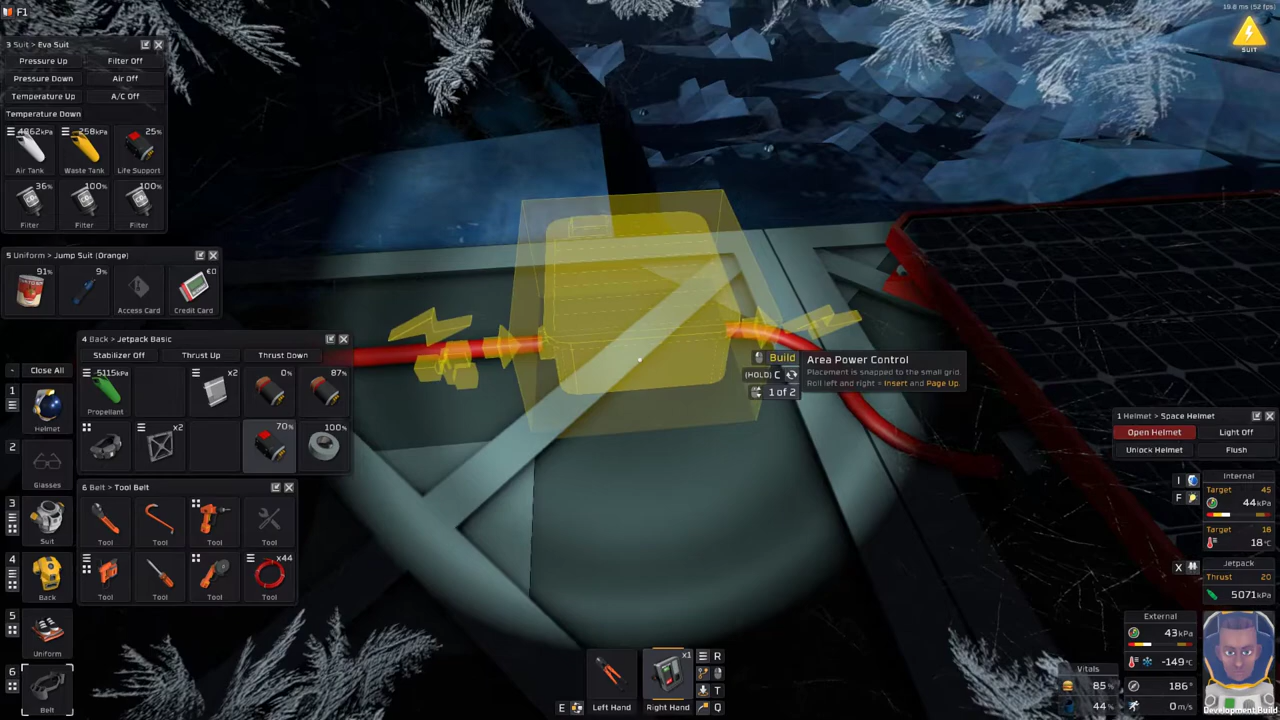 F1
19.8 ms (52 fps)
SUIT
3 Suit > Eva Suit
Pressure Up Filter Off
Pressure Down Air Off
Temperature Up A/C Off
Temperature Down
4862kPa 258kPa 25%
Air Tank Waste Tank Life Support
36% 100% 100%
Filter Filter Filter
5 Uniform > Jump Suit (Orange)
91% 9% €0
Access Card Credit Card
4 Back > Jetpack Basic
Stabilizer Off Thrust Up Thrust Down
5115kPa x2 0% 87%
Propellant
x2 70% 100%
6 Belt > Tool Belt
Tool Tool Tool Tool
x44
Tool Tool Tool Tool
- Close All
1 Helmet
2 Glasses
3 Suit
4 Back
5 Uniform
6 Belt
Build
(HOLD) C
1 of 2
Area Power Control
Placement is snapped to the small grid.
Roll left and right = Insert and Page Up.
1 Helmet > Space Helmet
Open Helmet Light Off
Unlock Helmet Flush
I
F
Internal
Target 45
44kPa
Target 18
18°C
X
Jetpack
Thrust 20
5071kPa
External
43kPa
-149°C
186°
0m/s
Vitals
85%
44%
Development Build
x1
R
T
Q
E
Left Hand Right Hand